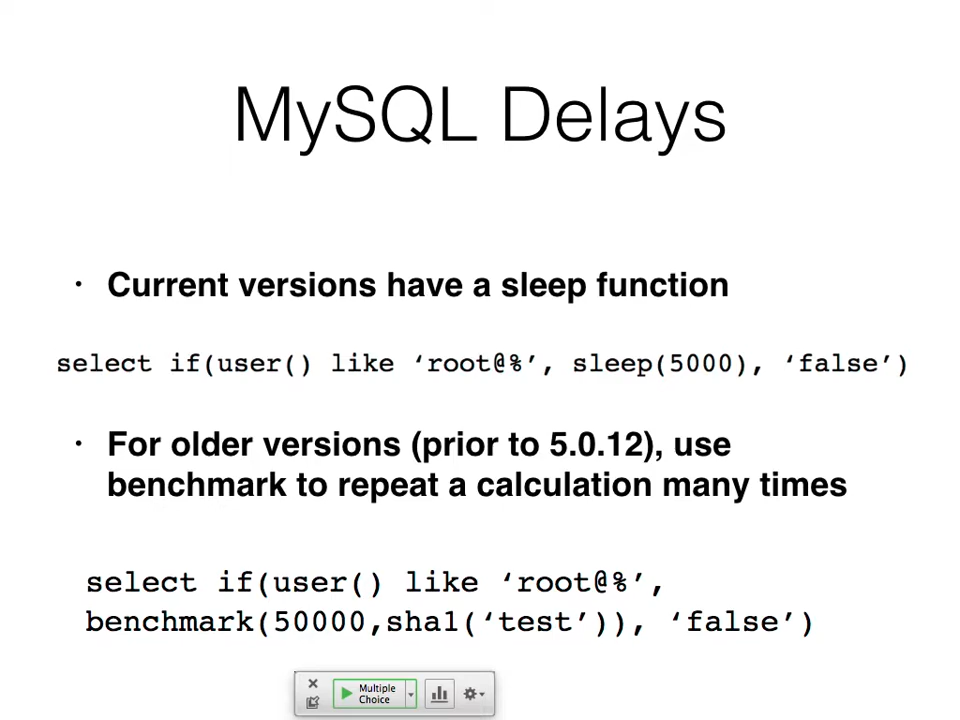 MySQL Delays
• Current versions have a sleep function
select if(user() like ‘root@%’, sleep(5000), ‘false’)
• For older versions (prior to 5.0.12), use
benchmark to repeat a calculation many times
select if(user() like ‘root@%’,
benchmark(50000,sha1(‘test’)), ‘false’)
Multiple
Choice